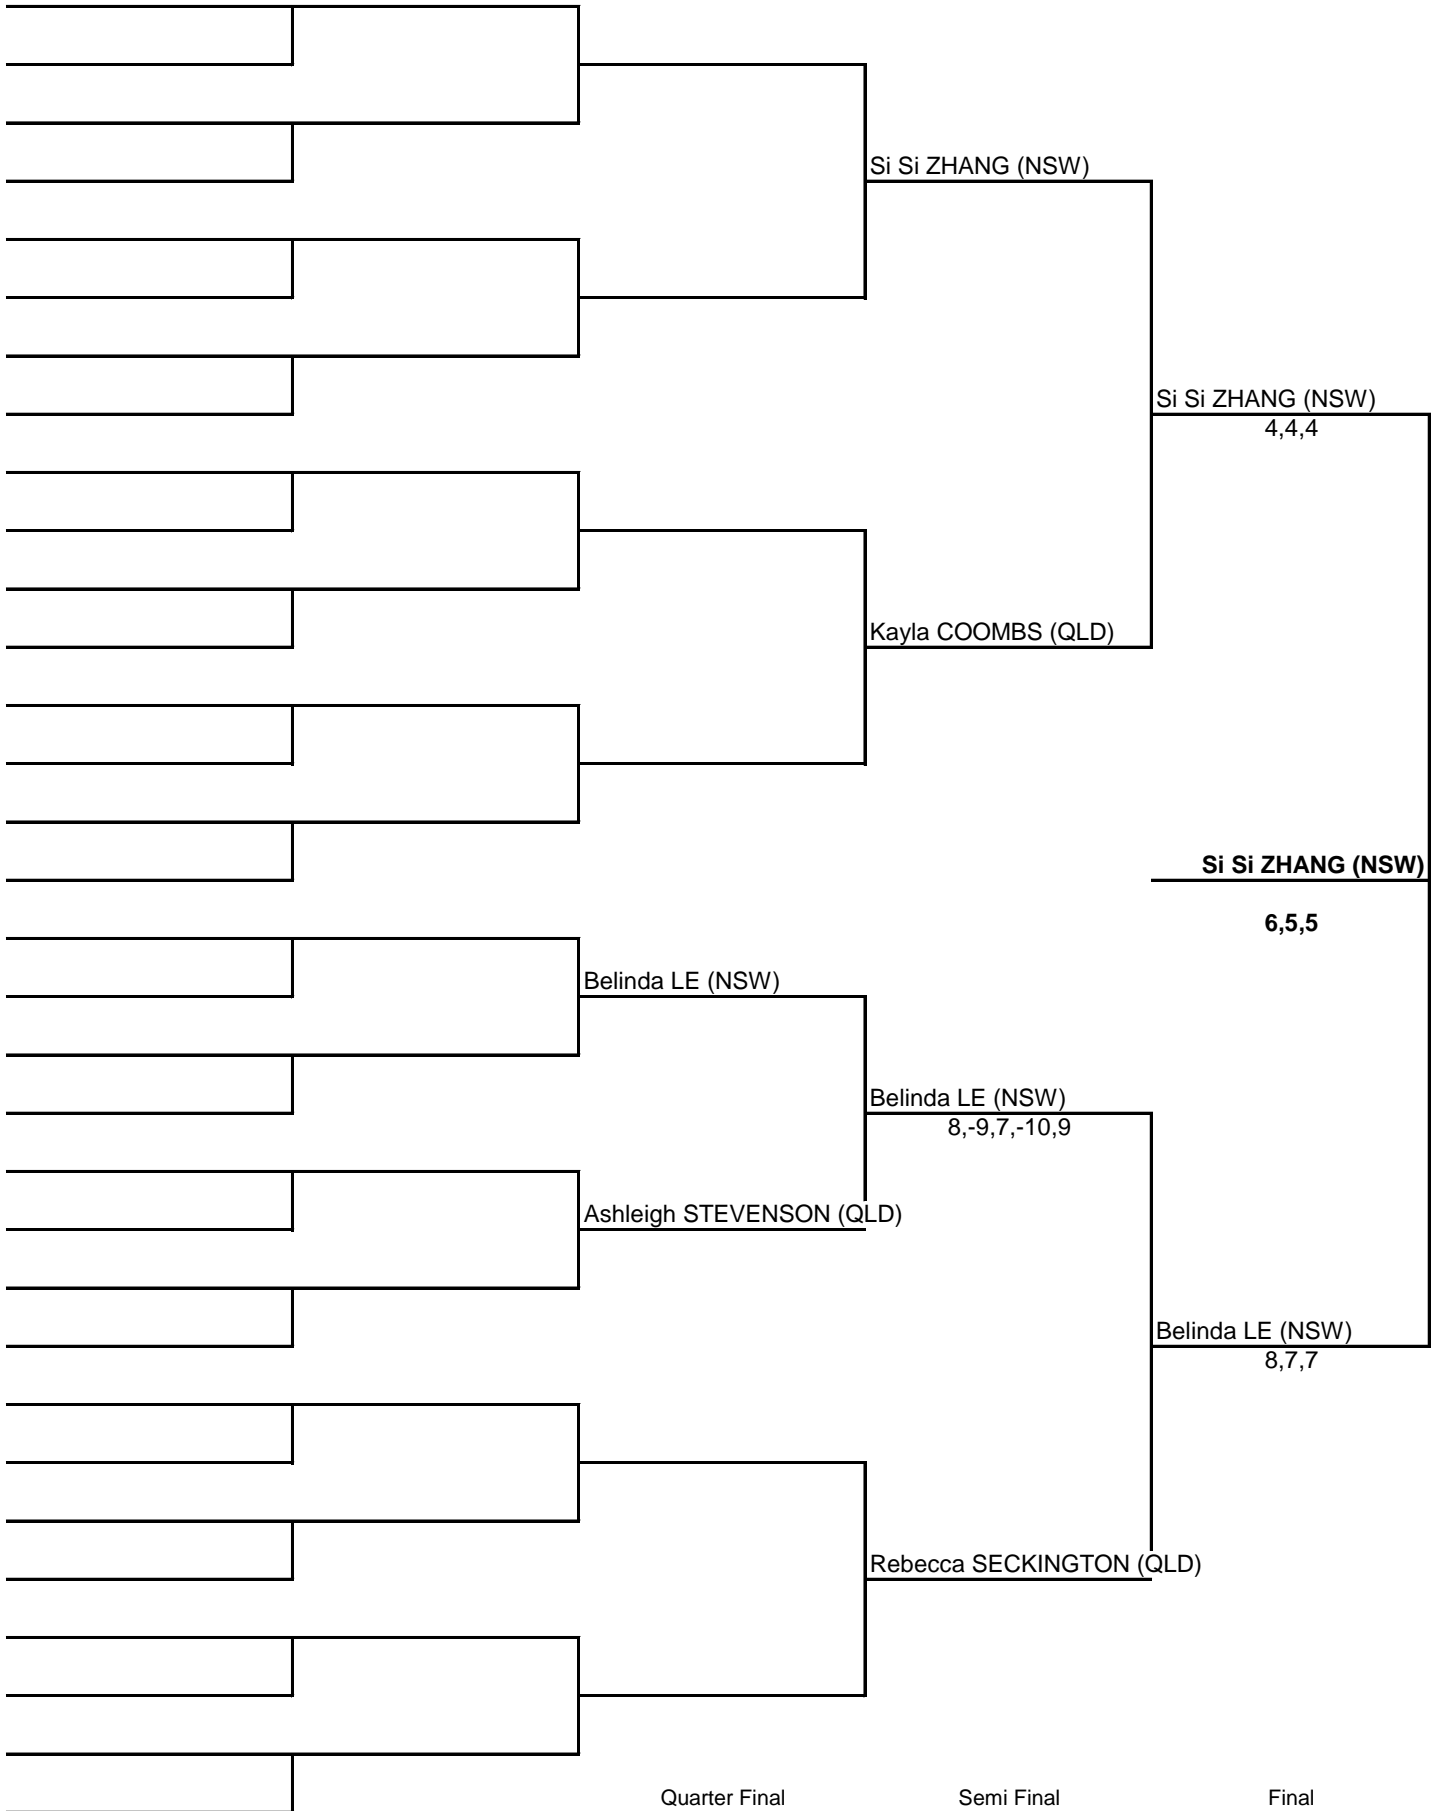 Si Si ZHANG (NSW)
Si Si ZHANG (NSW)
4,4,4
Kayla COOMBS (QLD)
Si Si ZHANG (NSW)
6,5,5
Belinda LE (NSW)
Belinda LE (NSW)
8,-9,7,-10,9
Ashleigh STEVENSON (QLD)
Belinda LE (NSW)
8,7,7
Rebecca SECKINGTON (QLD)
Quarter Final Semi Final Final